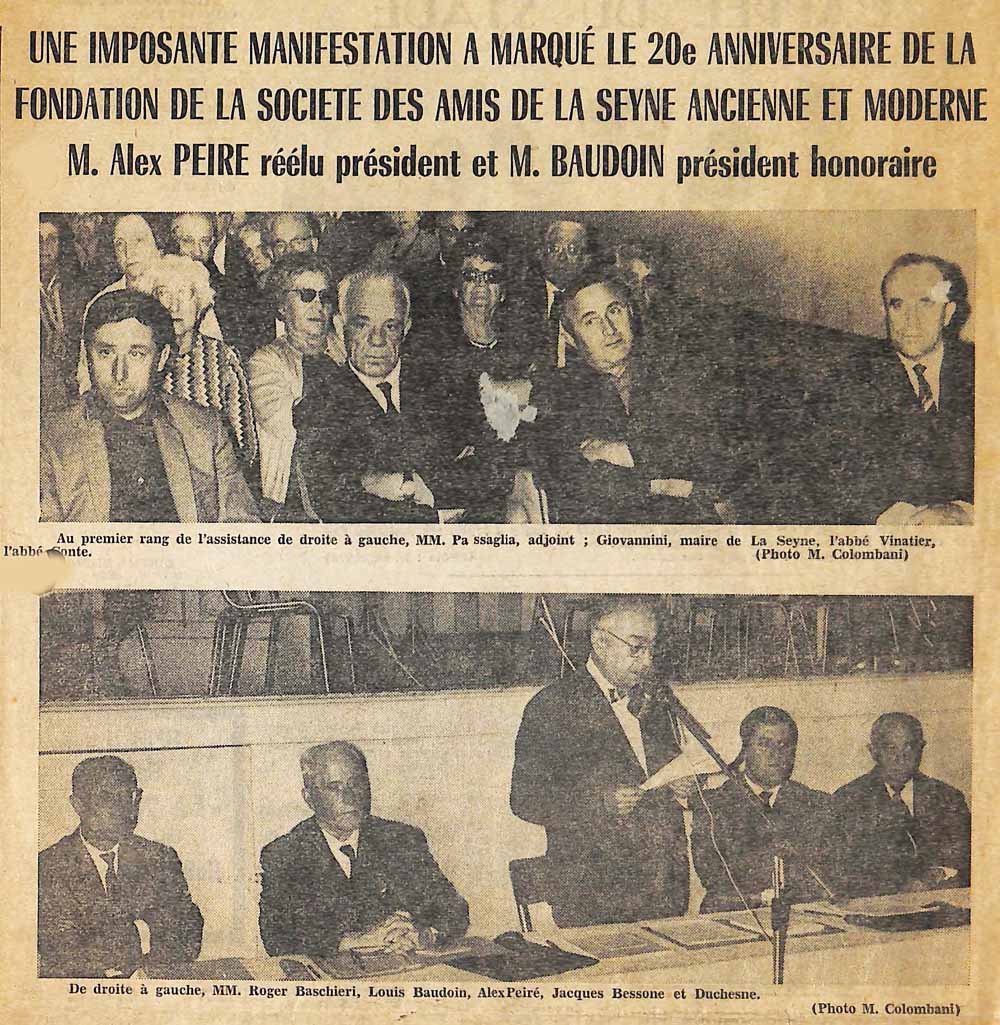 UNE IMPOSANTE MANIFESTATION A MARQUÉ LE 20e ANNIVERSAIRE DE LA
FONDATION DE LA SOCIETE DES AMIS DE LA SEYNE ANCIENNE ET MODERNE
M. Alex PEIRE réélu président et M. BAUDOIN président honoraire
Au premier rang de l'assistance de droite à gauche, MM. Pa ssaglia, adjoint ; Giovannini, maire de La Seyne, l'abbé Vinatier,
l'abbé Conte. (Photo M. Colombani)
De droite à gauche, MM. Roger Baschieri, Louis Baudoin, AlexPeiré, Jacques Bessone et Duchesne.
(Photo M. Colombani)